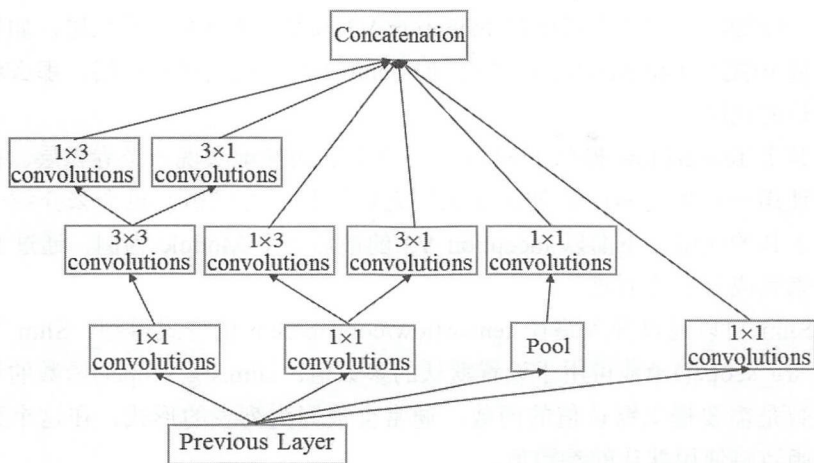 Concatenation
1×3
convolutions
3×1
convolutions
3×3
convolutions
1×3
convolutions
3×1
convolutions
1×1
convolutions
1×1
convolutions
1×1
convolutions
Pool
1×1
convolutions
Previous Layer